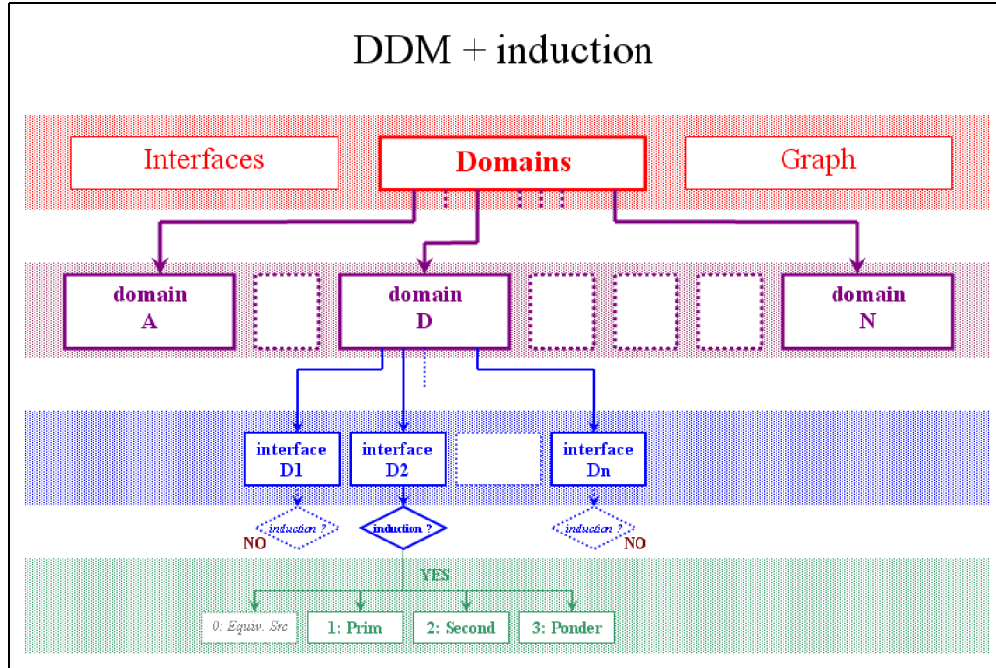 DDM + induction
Interfaces
Domains
Graph
domain
A
domain
D
domain
N
interface
D1
interface
D2
interface
Dn
induction ?
induction ?
induction ?
NO
NO
YES
0: Equiv. Src
1: Prim
2: Second
3: Ponder